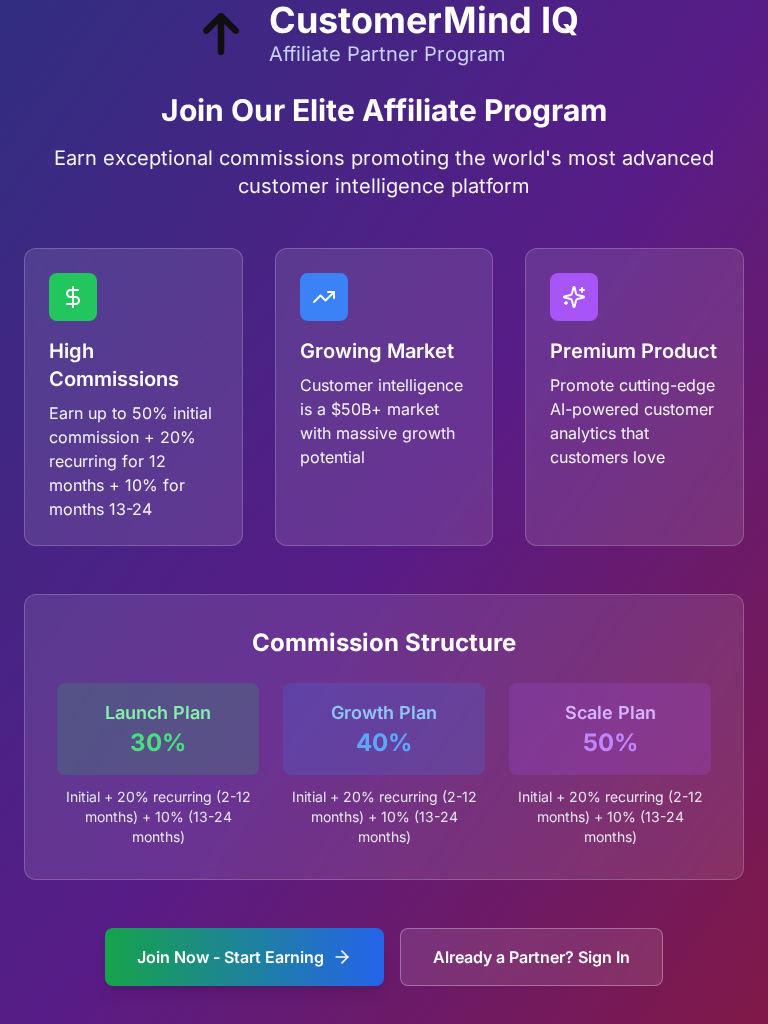 CustomerMind IQ
Affiliate Partner Program
Join Our Elite Affiliate Program
Earn exceptional commissions promoting the world's most advanced
customer intelligence platform
High
Commissions
Earn up to 50% initial
commission + 20%
recurring for 12
months + 10% for
months 13-24
Growing Market
Customer intelligence
is a $50B+ market
with massive growth
potential
Premium Product
Promote cutting-edge
AI-powered customer
analytics that
customers love
Commission Structure
Launch Plan
30%
Initial + 20% recurring (2-12
months) + 10% (13-24
months)
Growth Plan
40%
Initial + 20% recurring (2-12
months) + 10% (13-24
months)
Scale Plan
50%
Initial + 20% recurring (2-12
months) + 10% (13-24
months)
Join Now - Start Earning
Already a Partner? Sign In